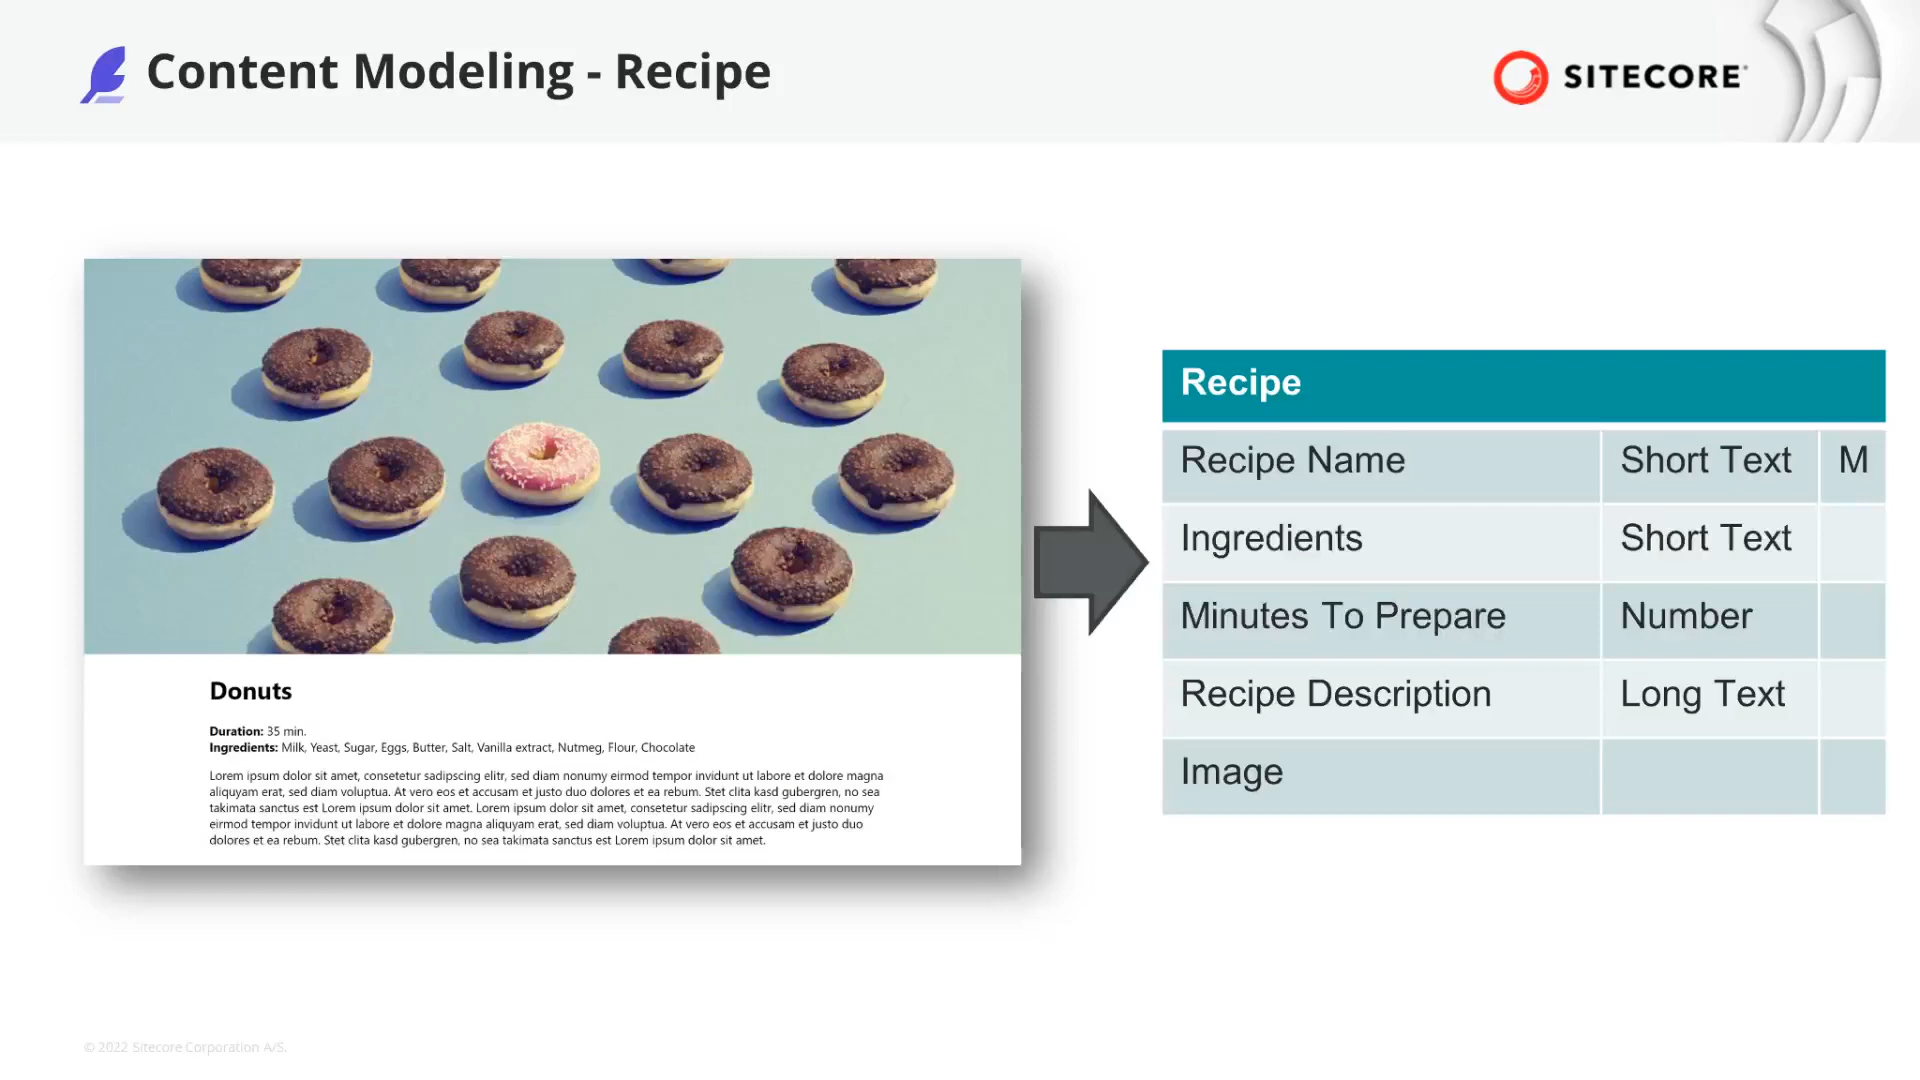 Content Modeling - Recipe
SITECORE
Donuts
Duration: 35 min.
Ingredients: Milk, Yeast, Sugar, Eggs, Butter, Salt, Vanilla extract, Nutmeg, Flour, Chocolate
Lorem ipsum dolor sit amet, consetetur sadipscing elitr, sed diam nonumy eirmod tempor invidunt ut labore et dolore magna
aliquyam erat, sed diam voluptua. At vero eos et accusam et justo duo dolores et ea rebum. Stet clita kasd gubergren, no sea
takimata sanctus est Lorem ipsum dolor sit amet. Lorem ipsum dolor sit amet, consetetur sadipscing elitr, sed diam nonumy
eirmod tempor invidunt ut labore et dolore magna aliquyam erat, sed diam voluptua. At vero eos et accusam et justo duo
dolores et ea rebum. Stet clita kasd gubergren, no sea takimata sanctus est Lorem ipsum dolor sit amet.
Recipe
Recipe Name Short Text M
Ingredients Short Text
Minutes To Prepare Number
Recipe Description Long Text
Image
© 2022 Sitecore Corporation A/S.